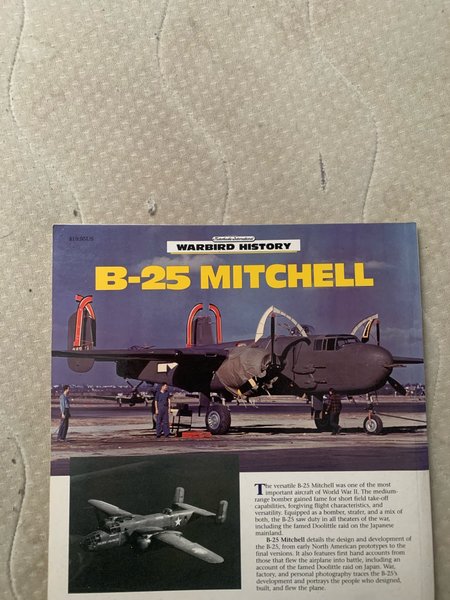 $19.95US
Motorbooks International
WARBIRD HISTORY
B-25 MITCHELL
The versatile B-25 Mitchell was one of the most
important aircraft of World War II. The medium-
range bomber gained fame for short field take-off
capabilities, forgiving flight characteristics, and
versatility. Equipped as a bomber, strafer, and a mix of
both, the B-25 saw duty in all theaters of the war,
including the famed Doolittle raid on the Japanese
mainland.
B-25 Mitchell details the design and development of
the B-25, from early North American prototypes to the
final versions. It also features first hand accounts from
those that flew the airplane into battle, including an
account of the famed Doolittle raid on Japan. War,
factory, and personal photography traces the B-25's
development and portrays the people who designed,
built, and flew the plane.